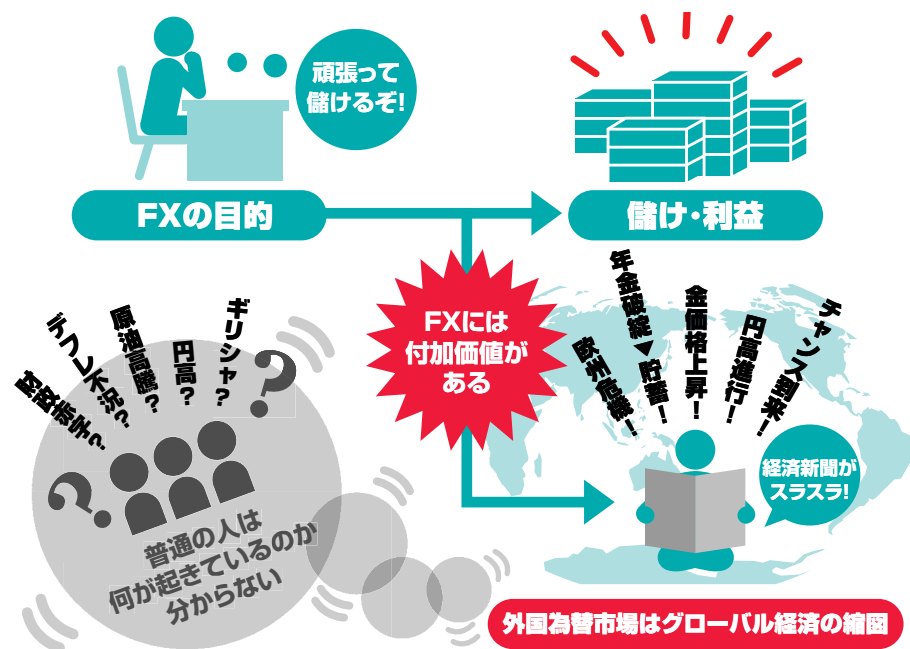 頑張って
儲けるぞ!
FXの目的
儲け・利益
FXには
付加価値が
ある
財政赤字?
デフレ不況?
原油高騰?
円高?
ギリシャ?
?
?
普通の人は
何が起きているのか
分からない
欧州危機!
年金破綻▼貯蓄!
金価格上昇!
円高進行!
チャンス到来!
経済新聞が
スラスラ!
外国為替市場はグローバル経済の縮図